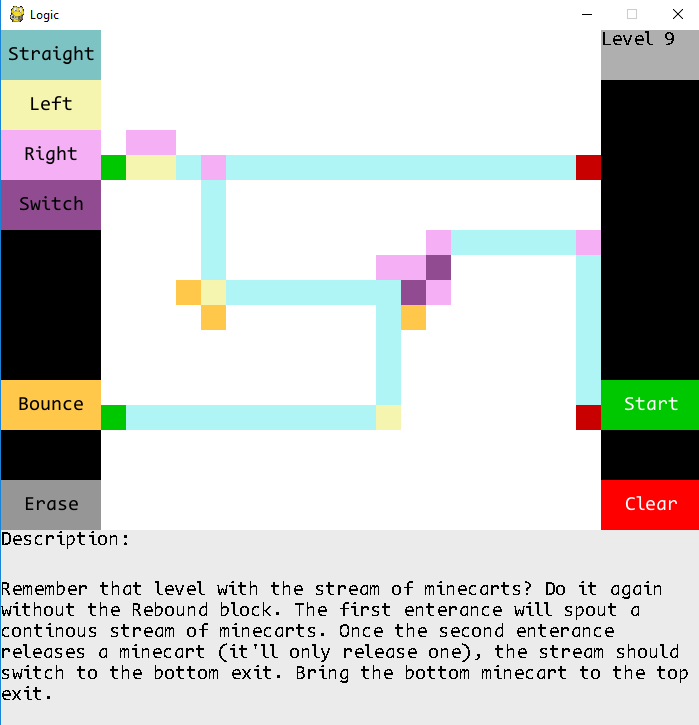 Logic
Straight
Level 9
Left
Right
Switch
Bounce
Start
Erase
Clear
Description:
Remember that level with the stream of minecarts? Do it again
without the Rebound block. The first enterance will spout a
continous stream of minecarts. Once the second enterance
releases a minecart (it'll only release one), the stream should
switch to the bottom exit. Bring the bottom minecart to the top
exit.